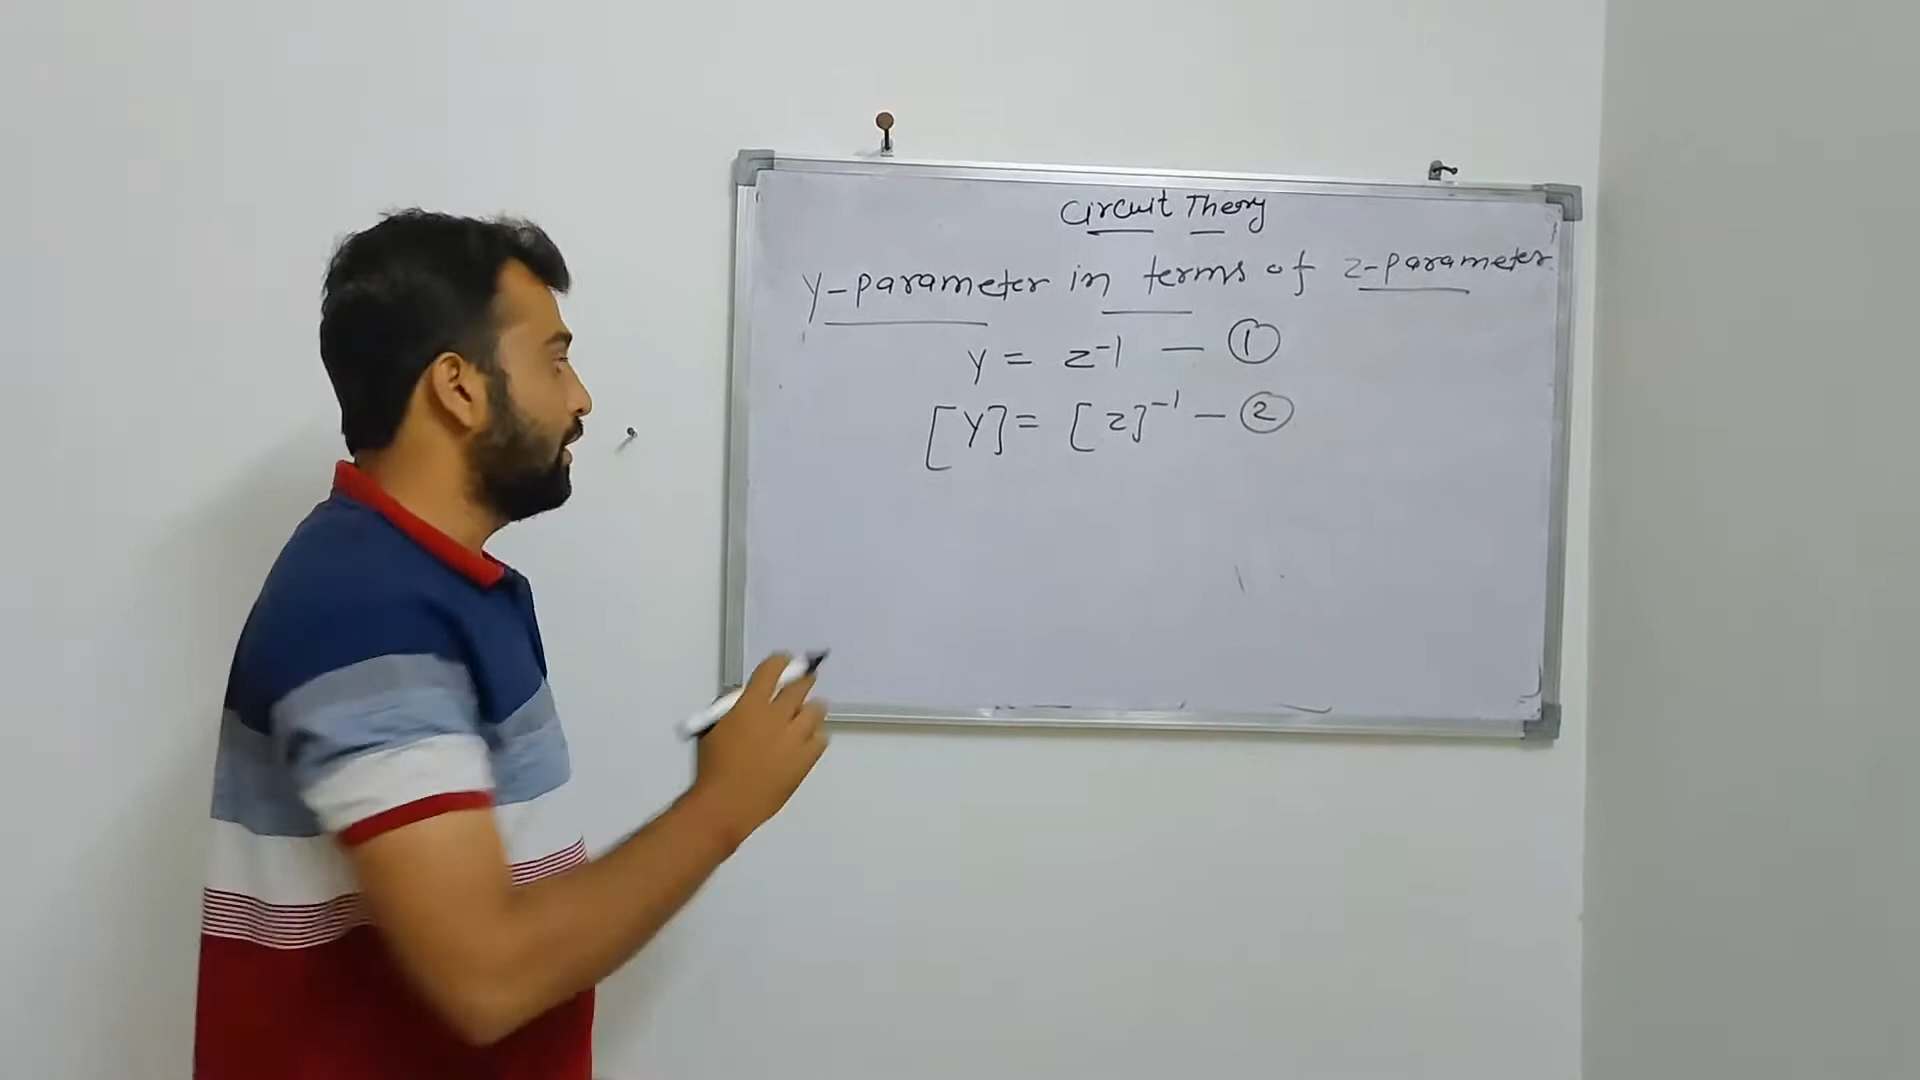 Circuit Theory
Y-parameter in terms of Z-parameter
Y = Z⁻¹ — ①
[Y] = [Z]⁻¹ — ②